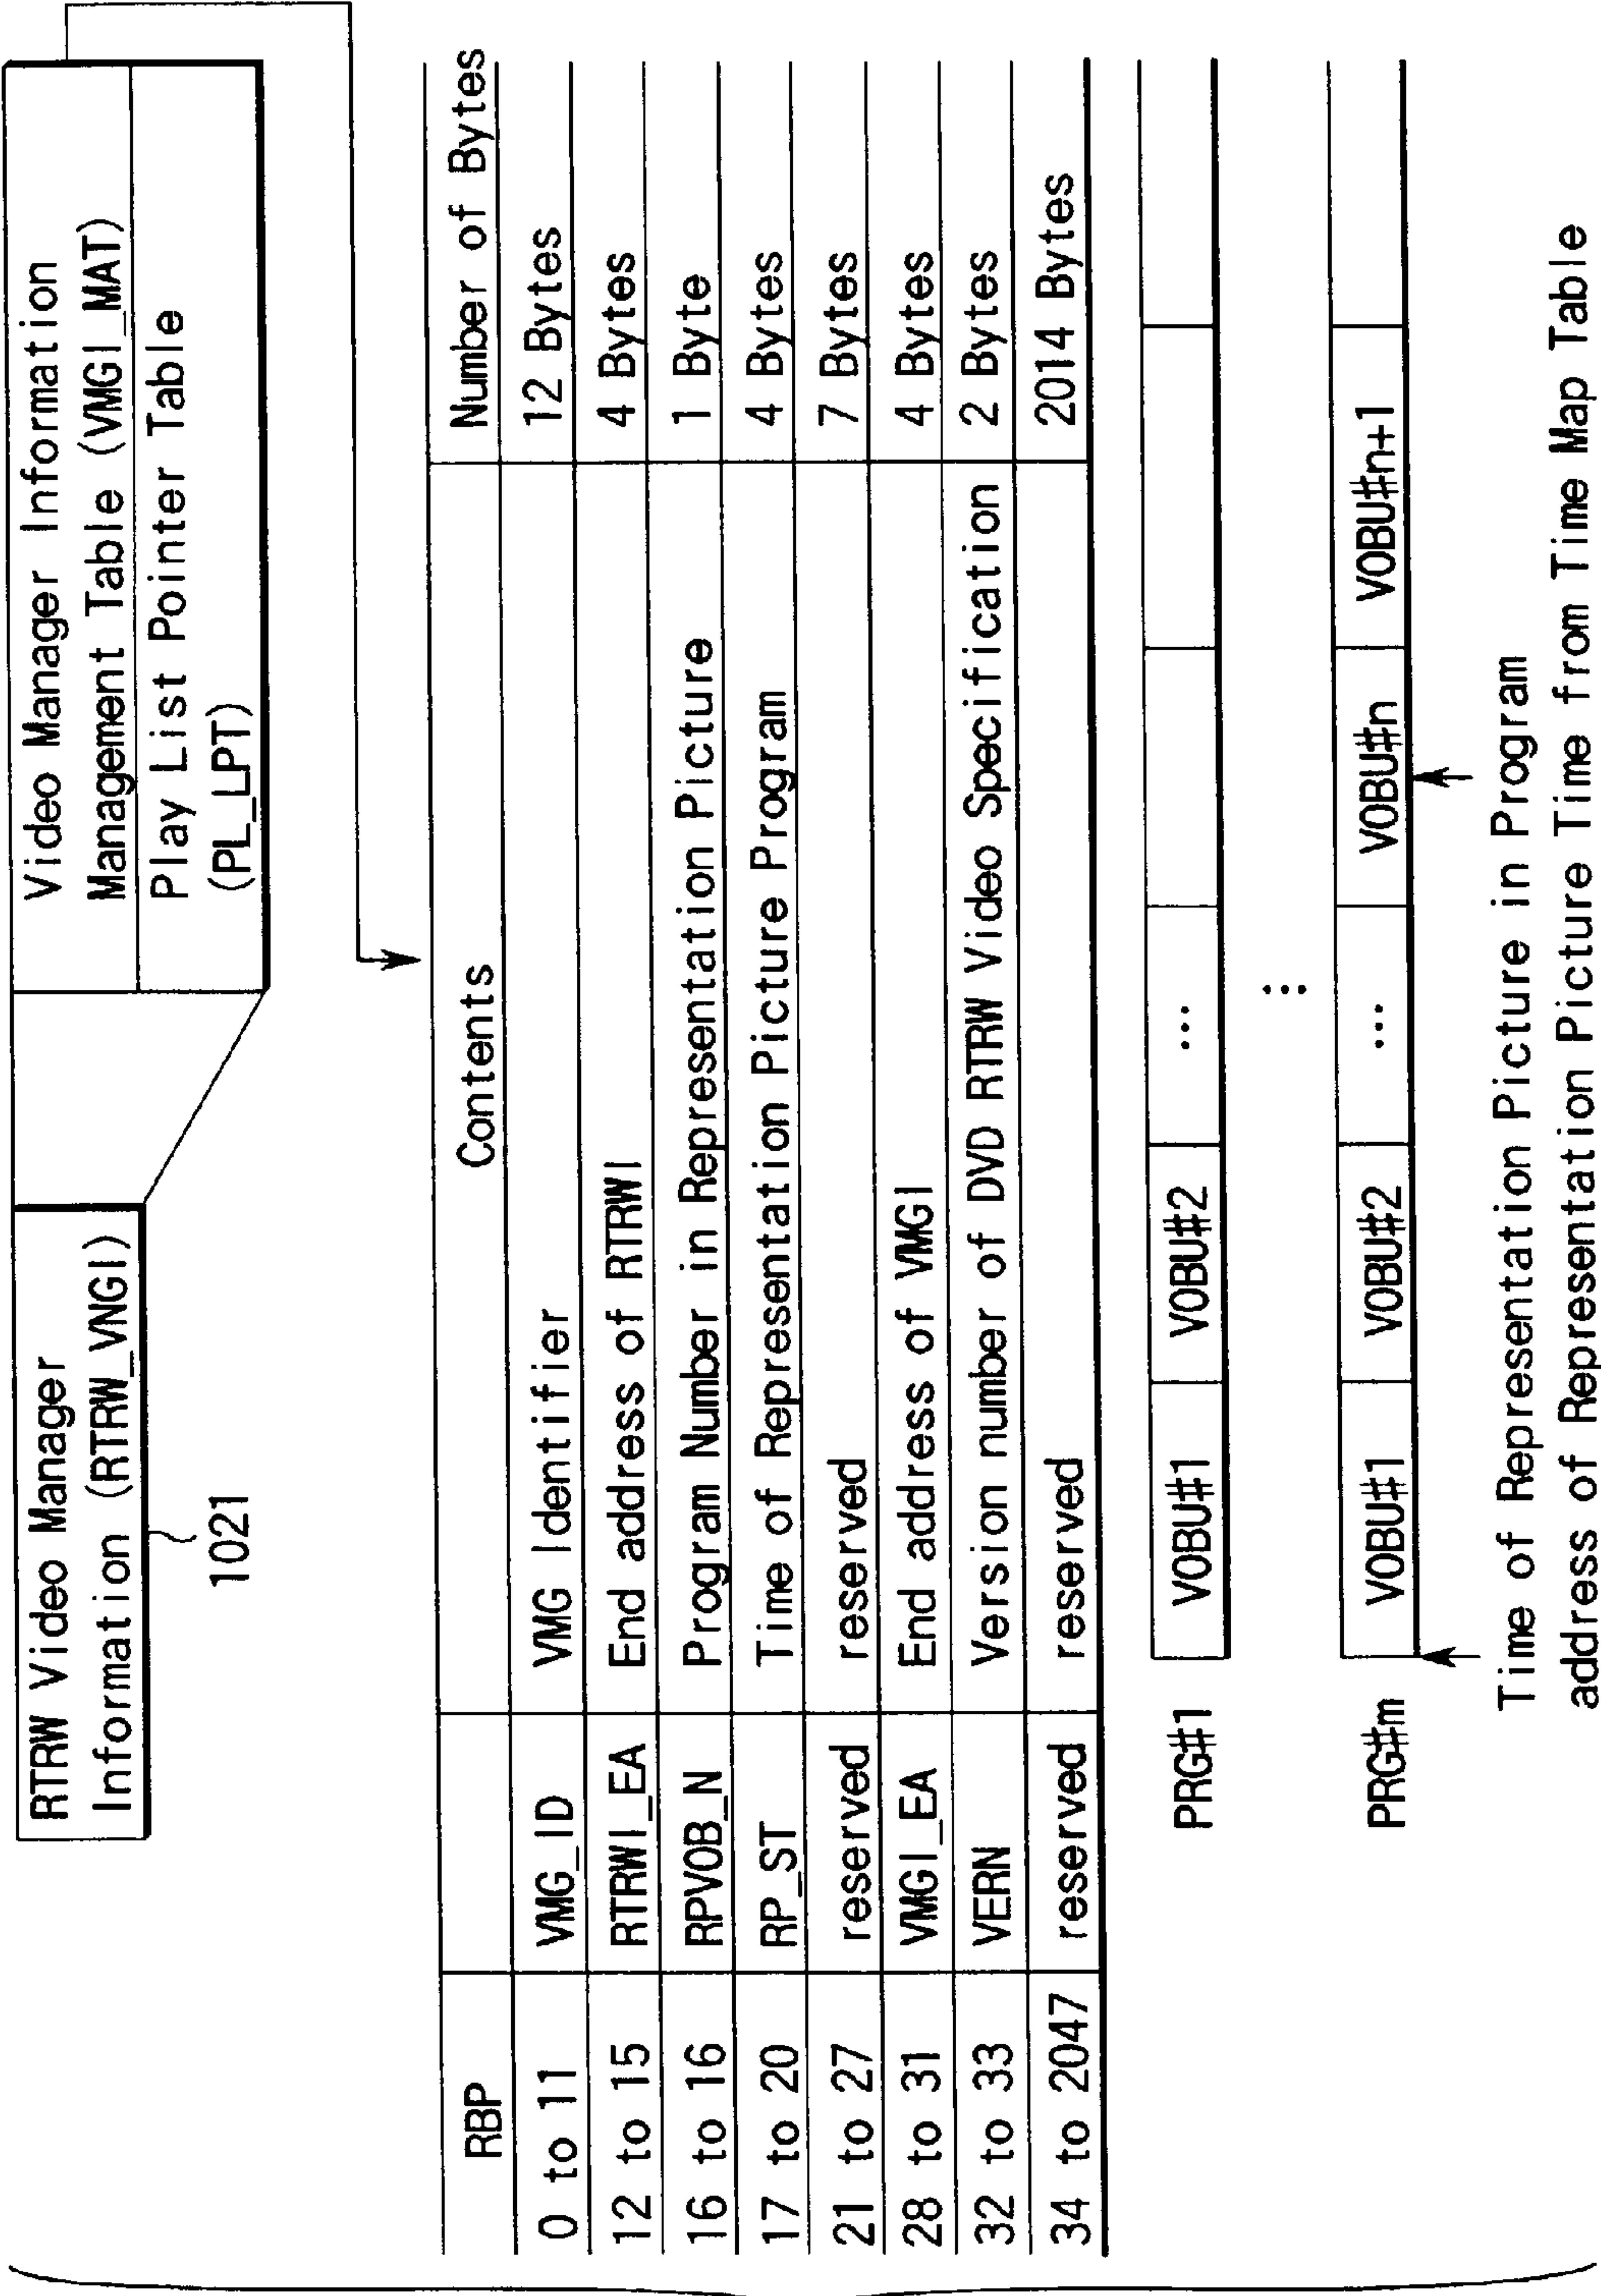 RTRW Video Manager
Information (RTRW_VNGI)
1021
Video Manager Information
Management Table (VMGI_MAT)
Play List Pointer Table
(PL_LPT)
RBP Contents Number of Bytes
0 to 11 VMG_ID VMG Identifier 12 Bytes
12 to 15 RTRWI_EA End address of RTRWI 4 Bytes
16 to 16 RPVOB_N Program Number in Representation Picture 1 Byte
17 to 20 RP_ST Time of Representation Picture Program 4 Bytes
21 to 27 reserved reserved 7 Bytes
28 to 31 VMGI_EA End address of VMGI 4 Bytes
32 to 33 VERN Version number of DVD RTRW Video Specification 2 Bytes
34 to 2047 reserved reserved 2014 Bytes
PRG#1 VOBU#1 VOBU#2 ...
...
PRG#m VOBU#1 VOBU#2 ... VOBU#n VOBU#n+1
Time of Representation Picture in Program
address of Representation Picture Time from Time Map Table